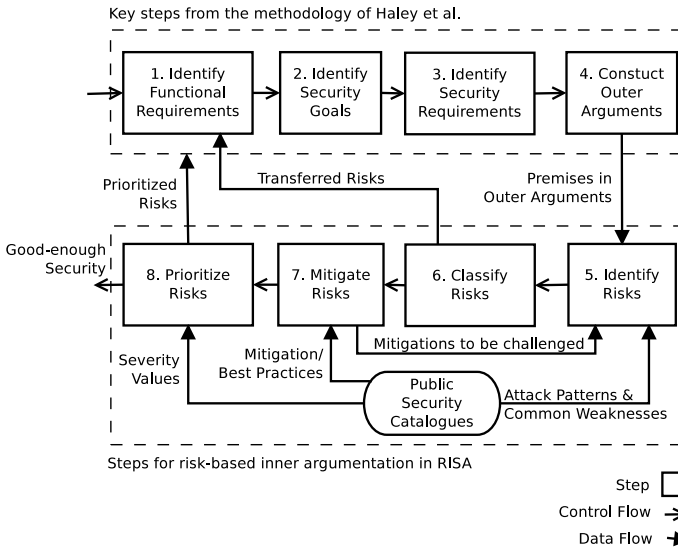 Key steps from the methodology of Haley et al.
1. Identify
Functional
Requirements
2. Identify
Security
Goals
3. Identify
Security
Requirements
4. Constuct
Outer
Arguments
Prioritized
Risks
Transferred Risks
Premises in
Outer Arguments
Good-enough
Security
8. Prioritize
Risks
7. Mitigate
Risks
6. Classify
Risks
5. Identify
Risks
Severity
Values
Mitigation/
Best Practices
Mitigations to be challenged
Public
Security
Catalogues
Attack Patterns &
Common Weaknesses
Steps for risk-based inner argumentation in RISA
Step
Control Flow
Data Flow